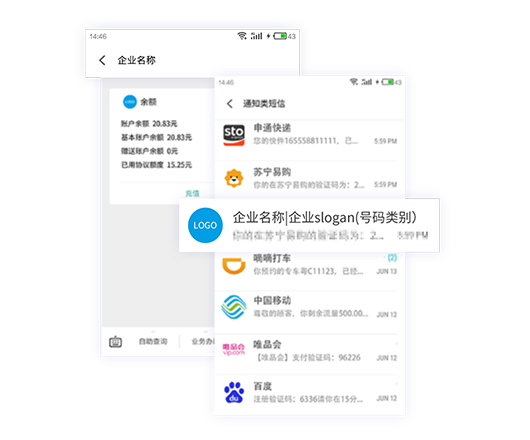 14:46
43
企业名称
LOGO
余额
账户余额 20.83元
基本账户余额 20.83元
赠送账户余额 0元
已用协议额度 15.25元
充值
自助查询
业务办
14:46
43
通知类短信
sto
申通快递
您的快件165558811111，已...
5:59 PM
苏宁易购
你的在苏宁易购的验证码为：2...
5:59 PM
LOGO
企业名称|企业slogan(号码类别）
你的在苏宁易购的验证码为：2...
5:59 PM
嘀嘀打车
(2)
你预约的专车粤C11123，已经...
JUN 13
中国移动
尊敬的顾客，你剩余流量500.00...
JUN 12
唯品会
vip.com
唯品会
【唯品会】支付验证码：96226
JUN 12
du
百度
注册验证码：6336请你在15分...
JUN 12